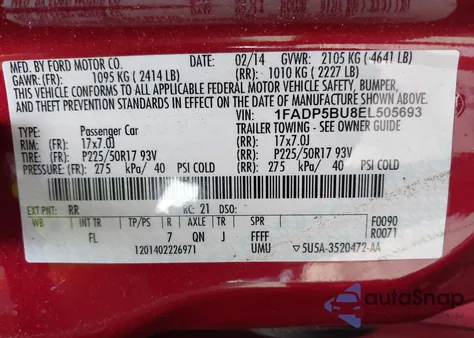 MFD. BY FORD MOTOR CO. DATE: 02/14 GVWR: 2105 KG ( 4641 LB)
GAWR: (FR): 1095 KG ( 2414 LB) (RR): 1010 KG ( 2227 LB)
THIS VEHICLE CONFORMS TO ALL APPLICABLE FEDERAL MOTOR VEHICLE SAFETY, BUMPER,
AND THEFT PREVENTION STANDARDS IN EFFECT ON THE DATE OF MANUFACTURE SHOWN ABOVE.
VIN: 1FADP5BU8EL505693
TYPE: Passenger Car TRAILER TOWING - SEE OWNER GUIDE
RIM: (FR): 17x7.0J (RR): 17x7.0J
TIRE: (FR): P225/50R17 93V (RR): P225/50R17 93V
PRESSURE: (FR): 275 kPa/ 40 PSI COLD (RR): 275 kPa/ 40 PSI COLD
EXT PNT: RR RC: 21 DSO:
WB INT TR TP/PS R AXLE TR SPR F0090
FL 7 QN J FFFF R0071
1201402226971 UMU 5U5A-3520472-AA
autoSnap